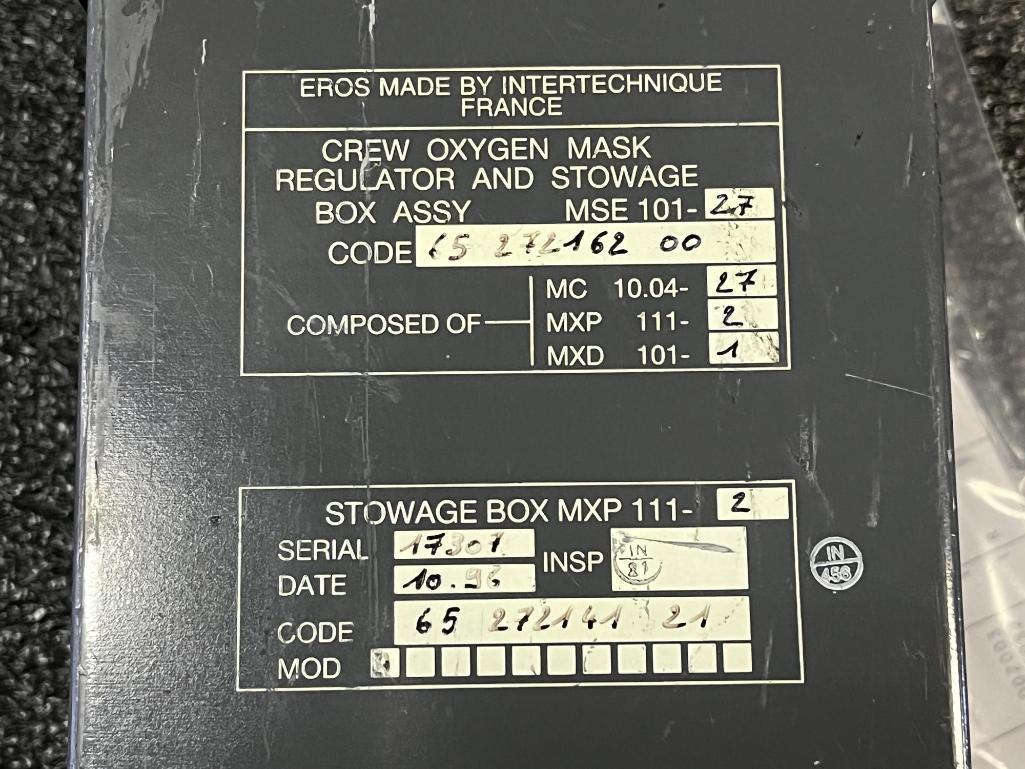 EROS MADE BY INTERTECHNIQUE
FRANCE
CREW OXYGEN MASK
REGULATOR AND STOWAGE
BOX ASSY MSE 101- 27
CODE 65 272162 00
COMPOSED OF
MC 10.04- 27
MXP 111- 2
MXD 101- 1
STOWAGE BOX MXP 111- 2
SERIAL 17307
INSP IN 81
DATE 10.96
CODE 65 272141 21
MOD
IN
456